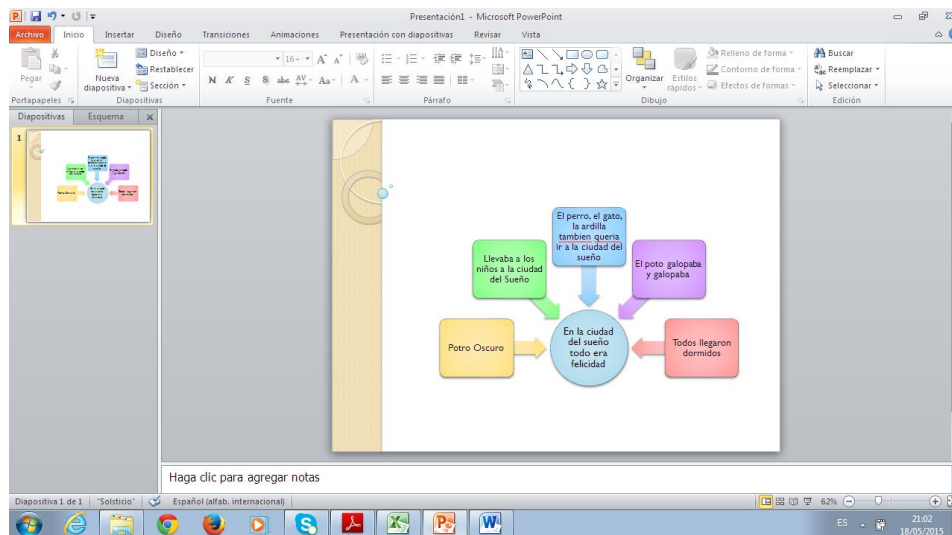 Presentación1 - Microsoft PowerPoint
Archivo Inicio Insertar Diseño Transiciones Animaciones Presentación con diapositivas Revisar Vista
Pegar
Portapapeles
Nueva
diapositiva
Diseño
Restablecer
Sección
Diapositivas
16
N K S S abc AV Aa A
Fuente
Párrafo
Organizar
Estilos
rápidos
Relleno de forma
Contorno de forma
Efectos de formas
Dibujo
Buscar
Reemplazar
Seleccionar
Edición
Diapositivas Esquema
1
El perro, el gato,
la ardilla
tambien queria
ir a la ciudad del
sueño
Llevaba a los
niños a la ciudad
del Sueño
El poto galopaba
y galopaba
Potro Oscuro
En la ciudad
del sueño
todo era
felicidad
Todos llegaron
dormidos
Haga clic para agregar notas
Diapositiva 1 de 1 "Solsticio" Español (alfab. internacional) 62%
ES 21:02
18/05/2015